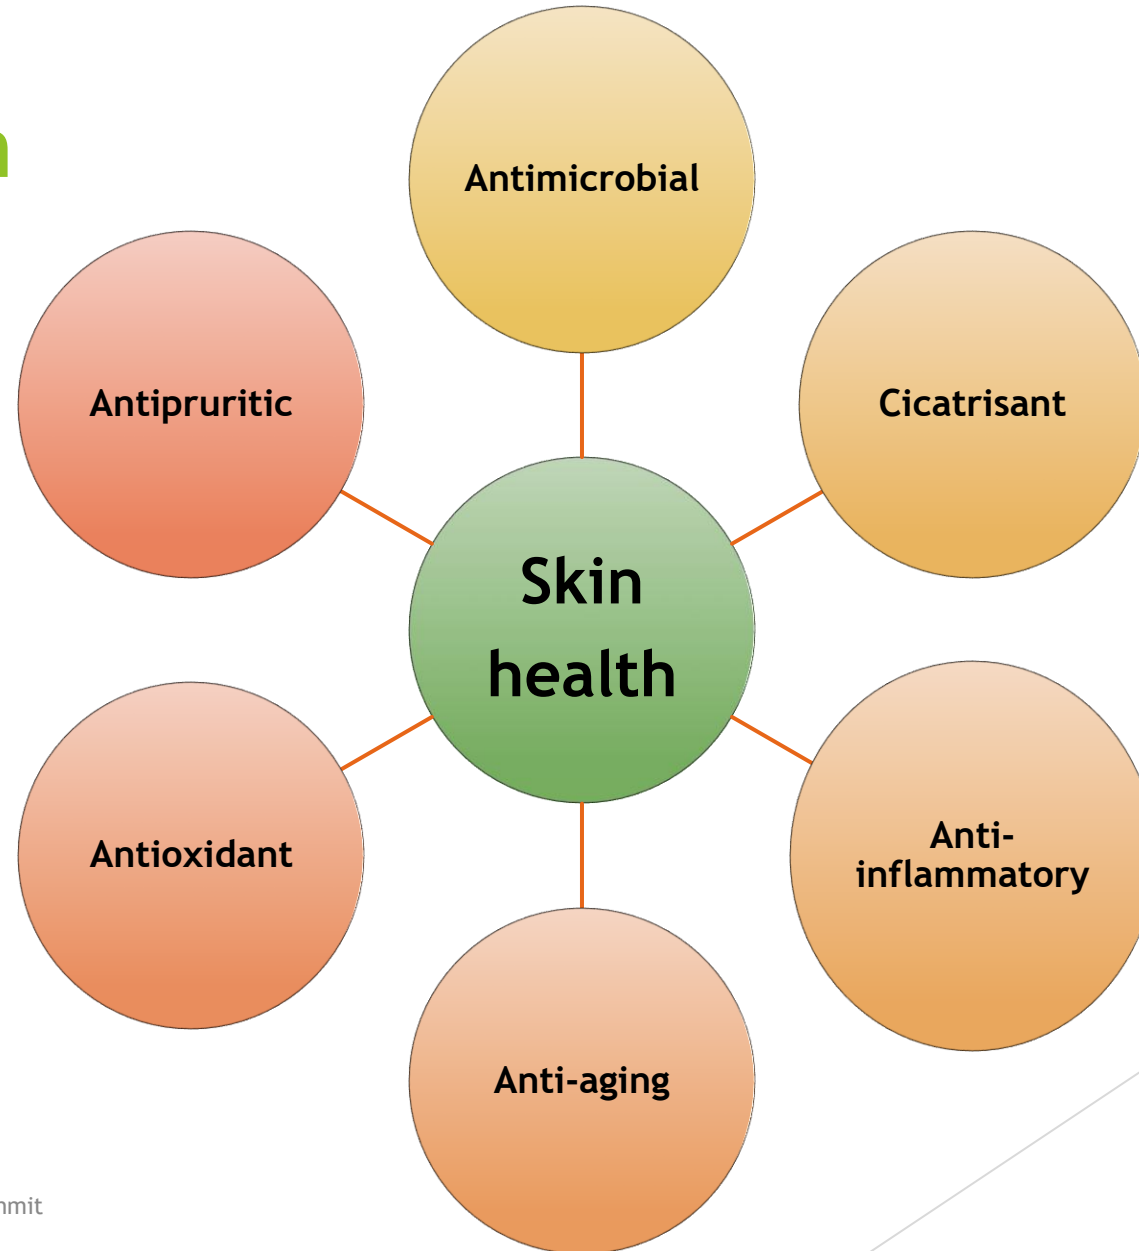 Antimicrobial
Antipruritic
Cicatrisant
Skin
health
Antioxidant
Anti-
inflammatory
Anti-aging